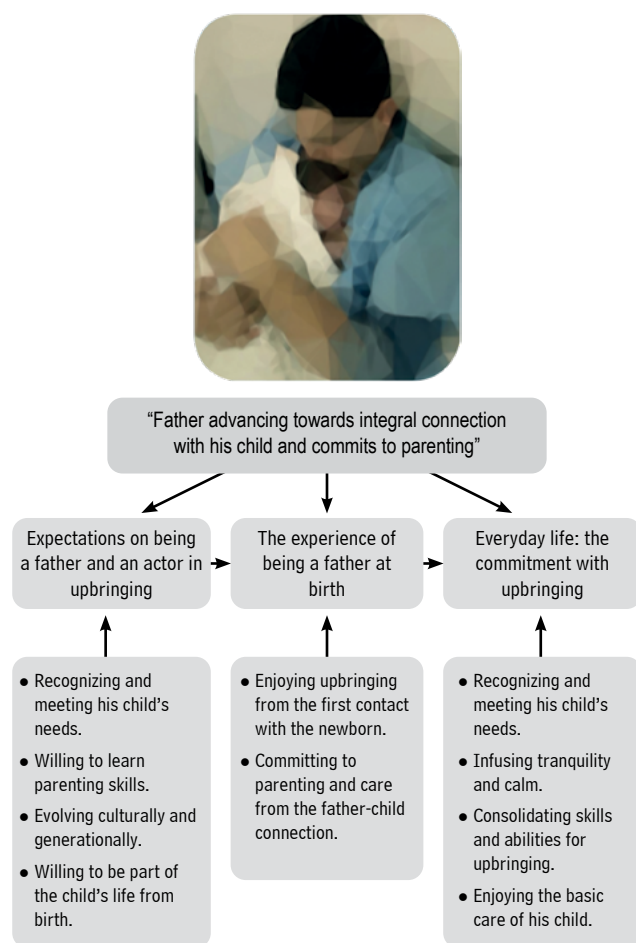 “Father advancing towards integral connection
with his child and commits to parenting”
Expectations on being
a father and an actor in
upbringing
The experience of
being a father at
birth
Everyday life: the
commitment with
upbringing
● Recognizing and
meeting his child’s
needs.
● Willing to learn
parenting skills.
● Evolving culturally and
generationally.
● Willing to be part of
the child’s life from
birth.
● Enjoying upbringing
from the first contact
with the newborn.
● Committing to
parenting and care
from the father-child
connection.
● Recognizing and
meeting his child’s
needs.
● Infusing tranquility
and calm.
● Consolidating skills
and abilities for
upbringing.
● Enjoying the basic
care of his child.